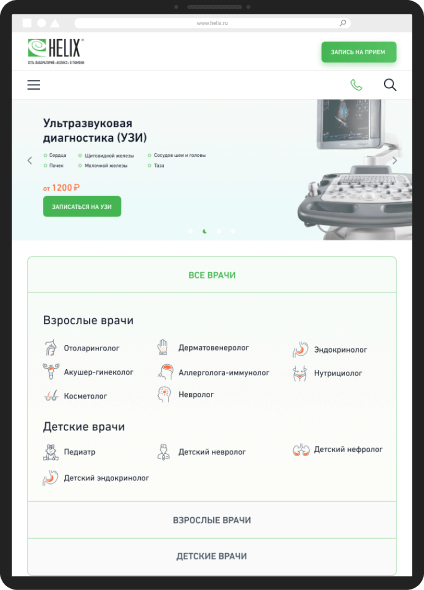 www.helix.ru
HELIX®
СЕТЬ ЛАБОРАТОРИЙ «ХЕЛИКС» В ТЮМЕНИ
ЗАПИСЬ НА ПРИЕМ
Ультразвуковая
диагностика (УЗИ)
Сердца Щитовидной железы Сосудов шеи и головы
Почек Молочной железы Таза
от 1200 ₽
ЗАПИСАТЬСЯ НА УЗИ
ВСЕ ВРАЧИ
Взрослые врачи
Отоларинголог Дерматовенеролог Эндокринолог
Акушер-гинеколог Аллерголога-иммунолог Нутрициолог
Косметолог Невролог
Детские врачи
Педиатр Детский невролог Детский нефролог
Детский эндокринолог
ВЗРОСЛЫЕ ВРАЧИ
ДЕТСКИЕ ВРАЧИ